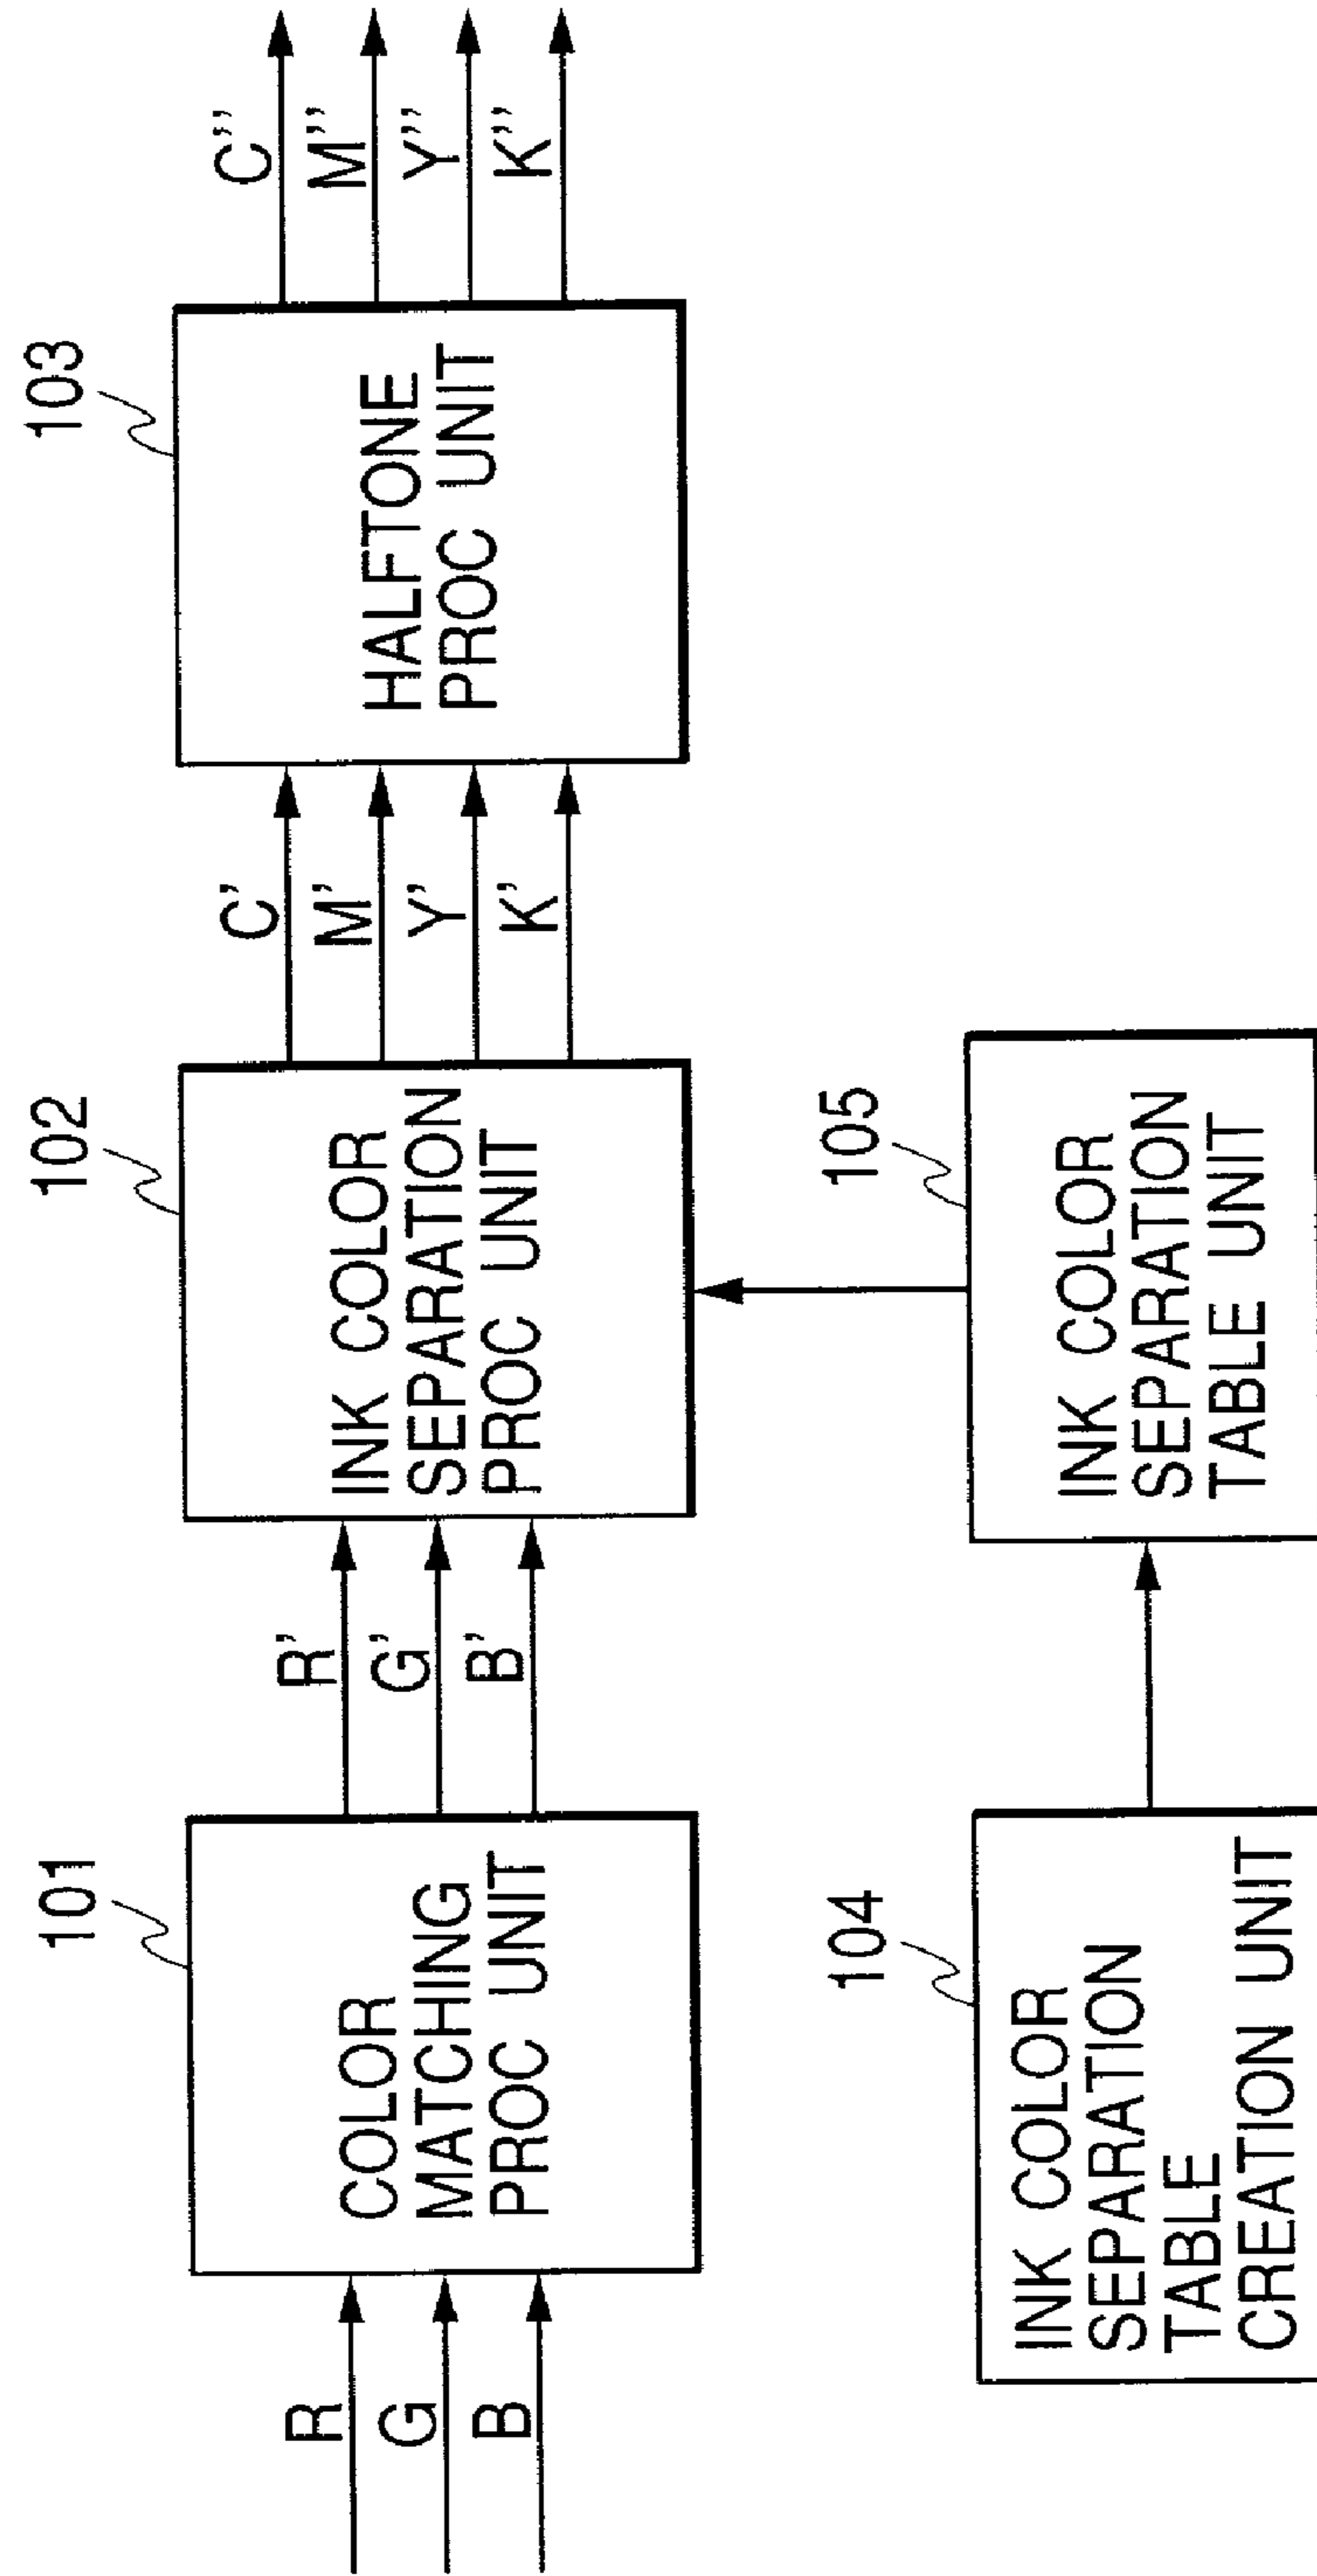 101
102
103
R
G
B
COLOR
MATCHING
PROC UNIT
R'
G'
B'
INK COLOR
SEPARATION
PROC UNIT
C'
M'
Y'
K'
HALFTONE
PROC UNIT
C''
M''
Y''
K''
104
105
INK COLOR
SEPARATION
TABLE
CREATION UNIT
INK COLOR
SEPARATION
TABLE UNIT